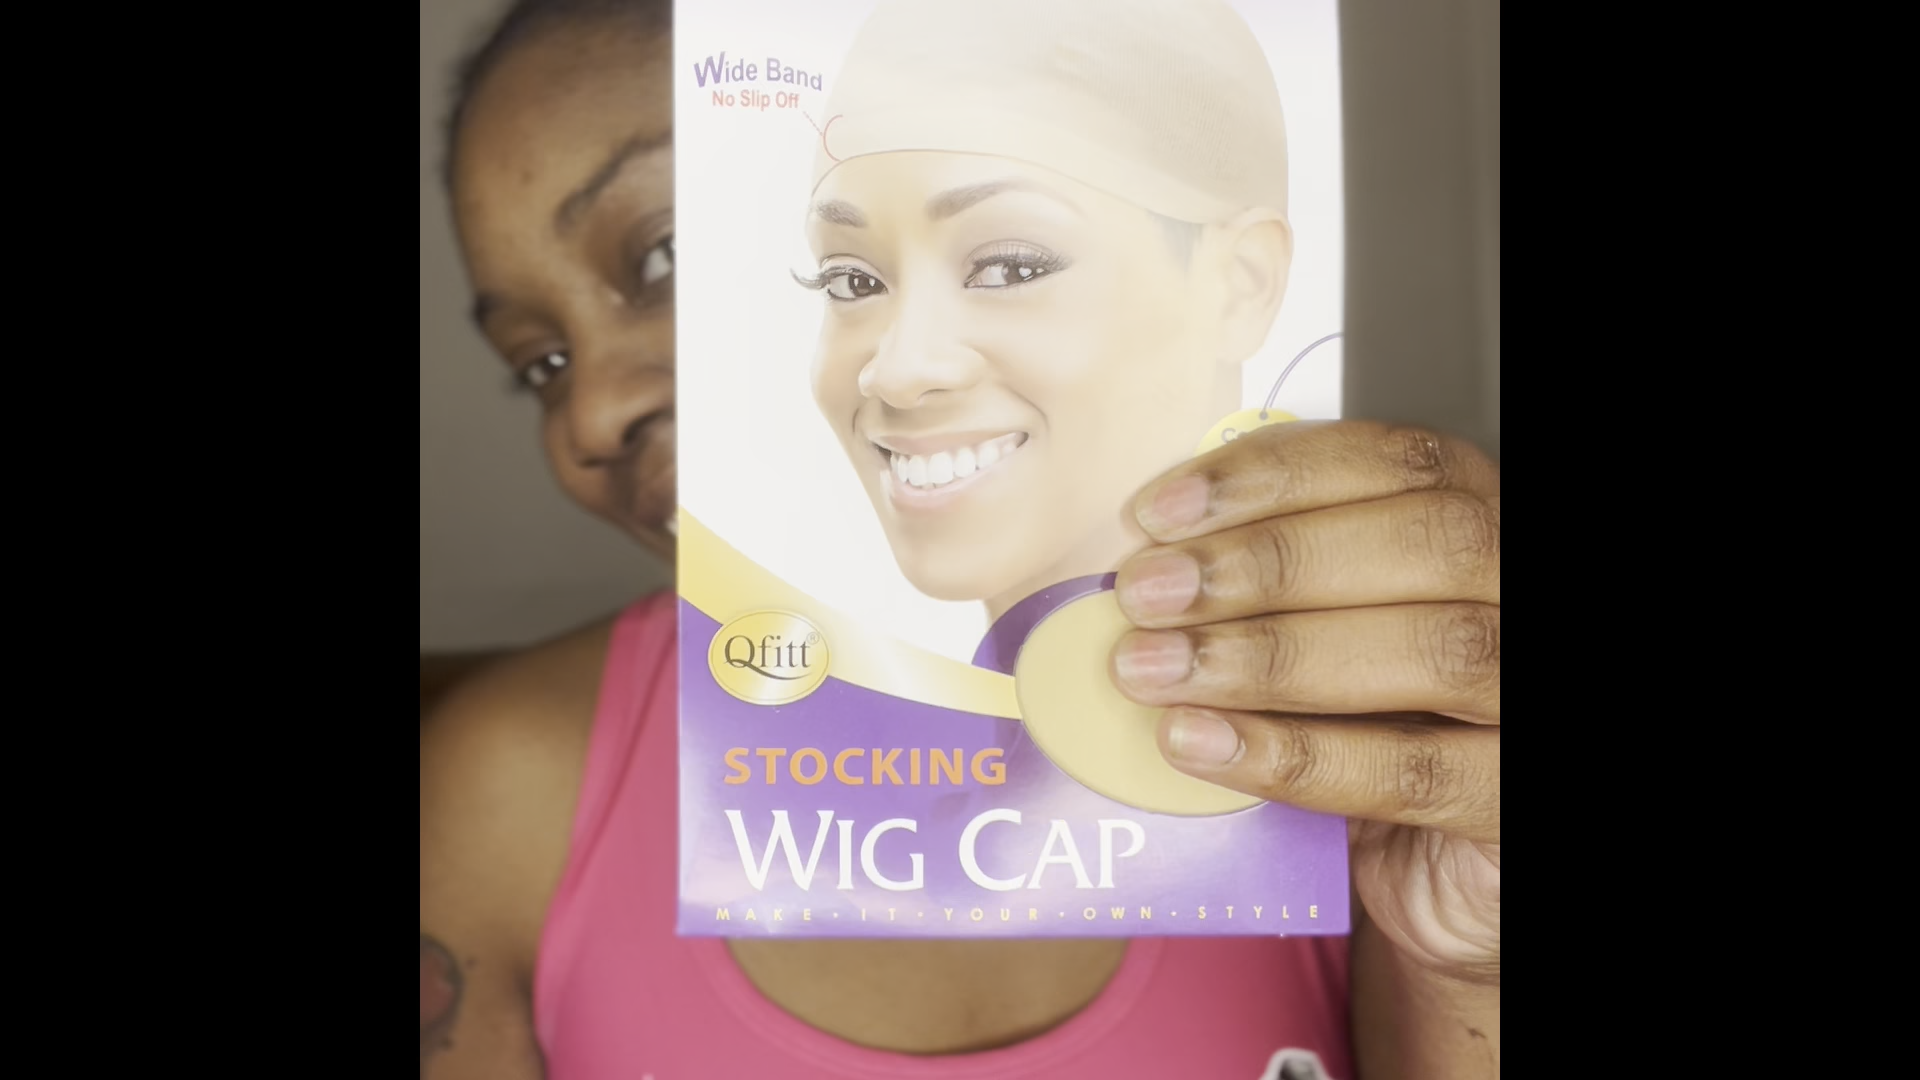 Wide Band
No Slip Off
Qfitt®
STOCKING
WIG CAP
MAKE • IT • YOUR • OWN • STYLE